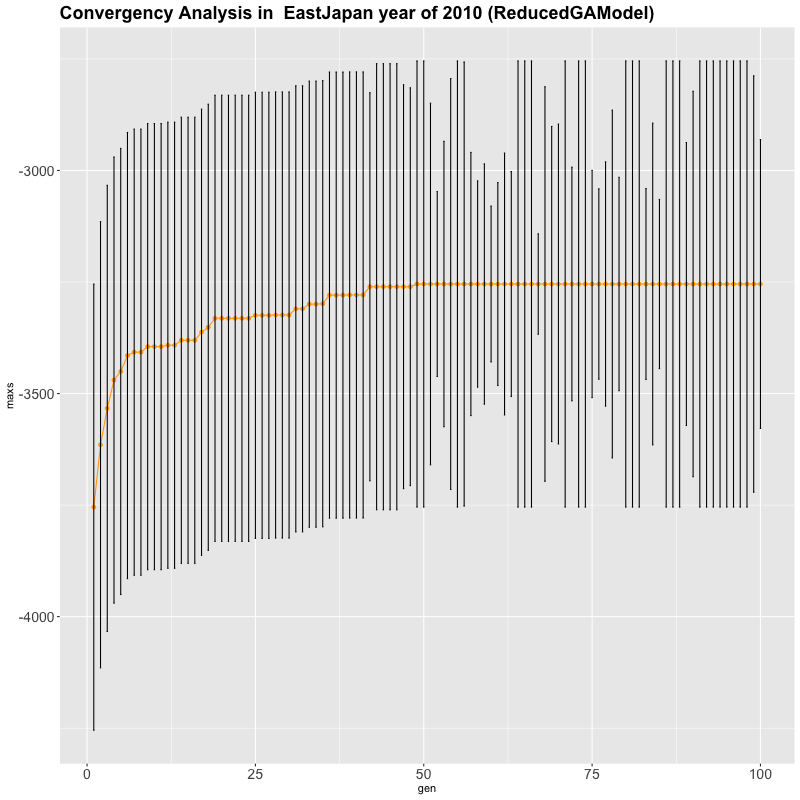 Convergency Analysis in  EastJapan year of 2010 (ReducedGAModel)
-3000
-3500
-4000
maxs
0 25 50 75 100
gen